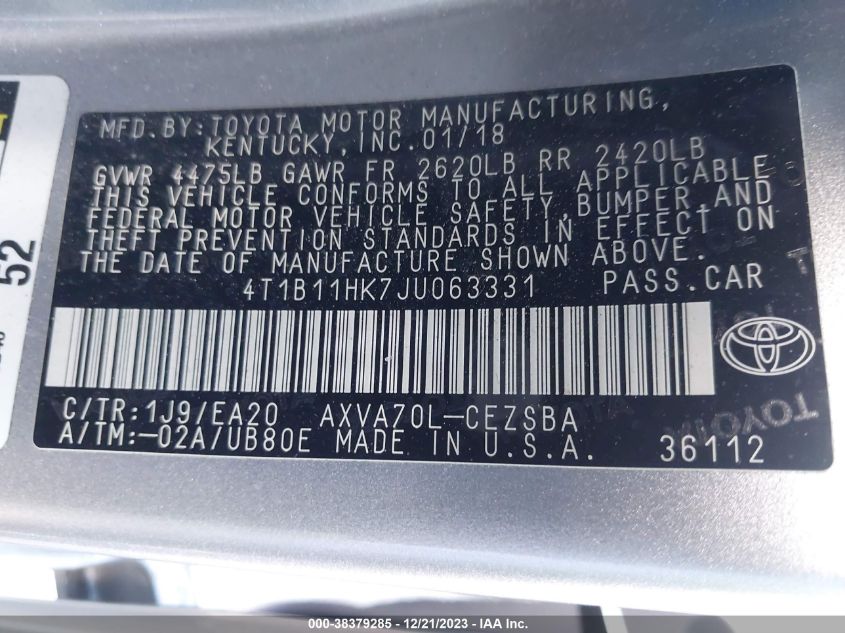 MFD.BY:TOYOTA MOTOR MANUFACTURING,
KENTUCKY,INC.01/18
GVWR 4475LB GAWR FR 2620LB RR 2420LB
THIS VEHICLE CONFORMS TO ALL APPLICABLE
FEDERAL MOTOR VEHICLE SAFETY,BUMPER,AND
THEFT PREVENTION STANDARDS IN EFFECT ON
THE DATE OF MANUFACTURE SHOWN ABOVE.
4T1B11HK7JU063331 PASS.CAR
C/TR:1J9/EA20 AXVA70L-CEZSBA
A/TM:-02A/UB80E MADE IN U.S.A. 36112
TOYOTA
52
000-38379285 - 12/21/2023 - IAA Inc.